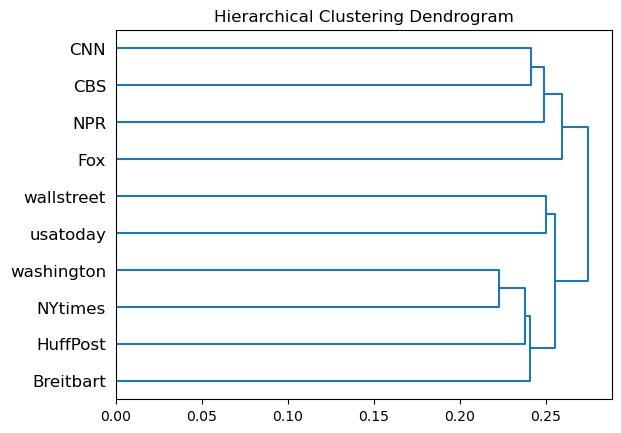 Hierarchical Clustering Dendrogram
CNN
CBS
NPR
Fox
wallstreet
usatoday
washington
NYtimes
HuffPost
Breitbart
0.00 0.05 0.10 0.15 0.20 0.25